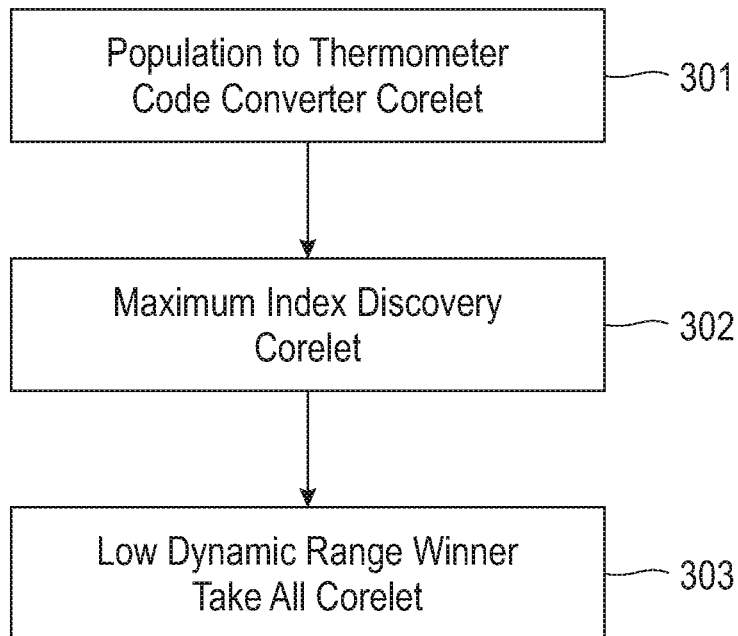 Population to Thermometer
Code Converter Corelet
301
Maximum Index Discovery
Corelet
302
Low Dynamic Range Winner
Take All Corelet
303